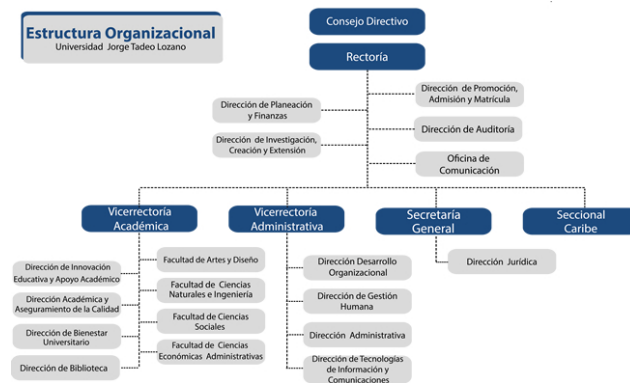 Estructura Organizacional
Universidad Jorge Tadeo Lozano
Consejo Directivo
Rectoría
Dirección de Planeación
y Finanzas
Dirección de Investigación,
Creación y Extensión
Dirección de Promoción,
Admisión y Matrícula
Dirección de Auditoría
Oficina de
Comunicación
Vicerrectoría
Académica
Vicerrectoría
Administrativa
Secretaría
General
Seccional
Caribe
Dirección de Innovación
Educativa y Apoyo Académico
Dirección Académica y
Aseguramiento de la Calidad
Dirección de Bienestar
Universitario
Dirección de Biblioteca
Facultad de Artes y Diseño
Facultad de Ciencias
Naturales e Ingeniería
Facultad de Ciencias
Sociales
Facultad de Ciencias
Económicas Administrativas
Dirección Desarrollo
Organizacional
Dirección de Gestión
Humana
Dirección Administrativa
Dirección de Tecnologías
de Información y
Comunicaciones
Dirección Jurídica